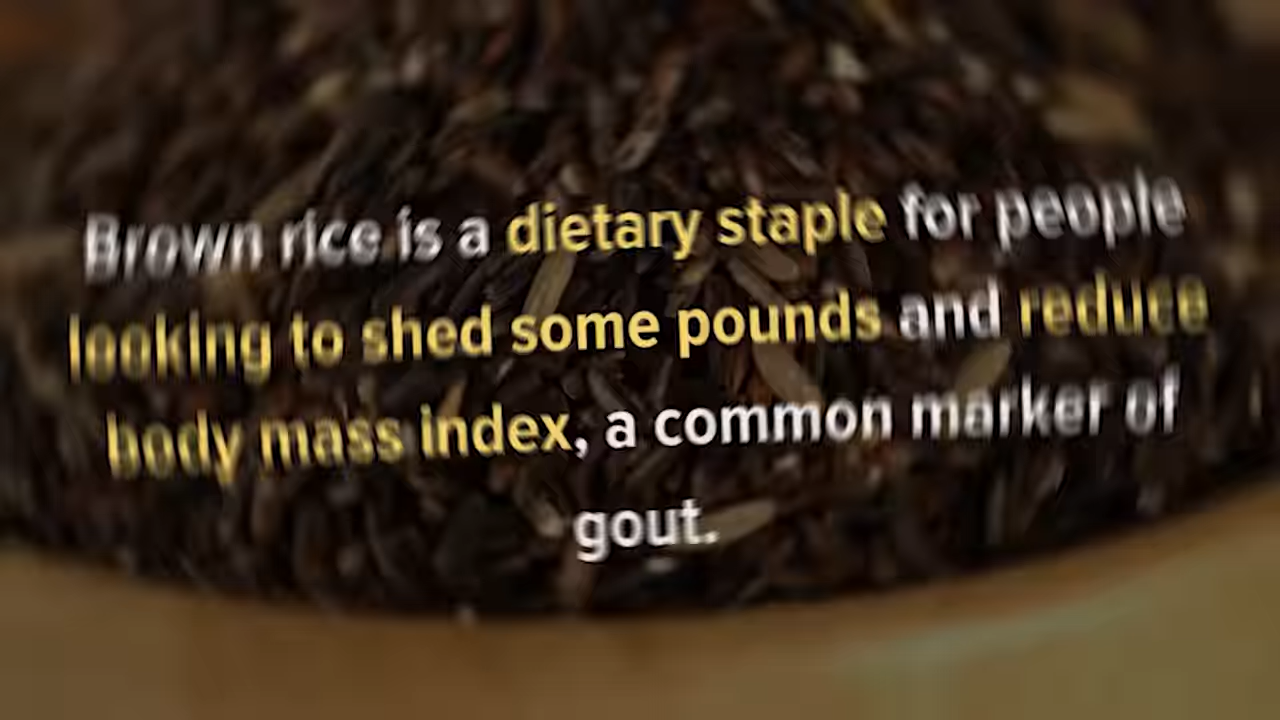 Brown rice is a dietary staple for people
looking to shed some pounds and reduce
body mass index, a common marker of
gout.